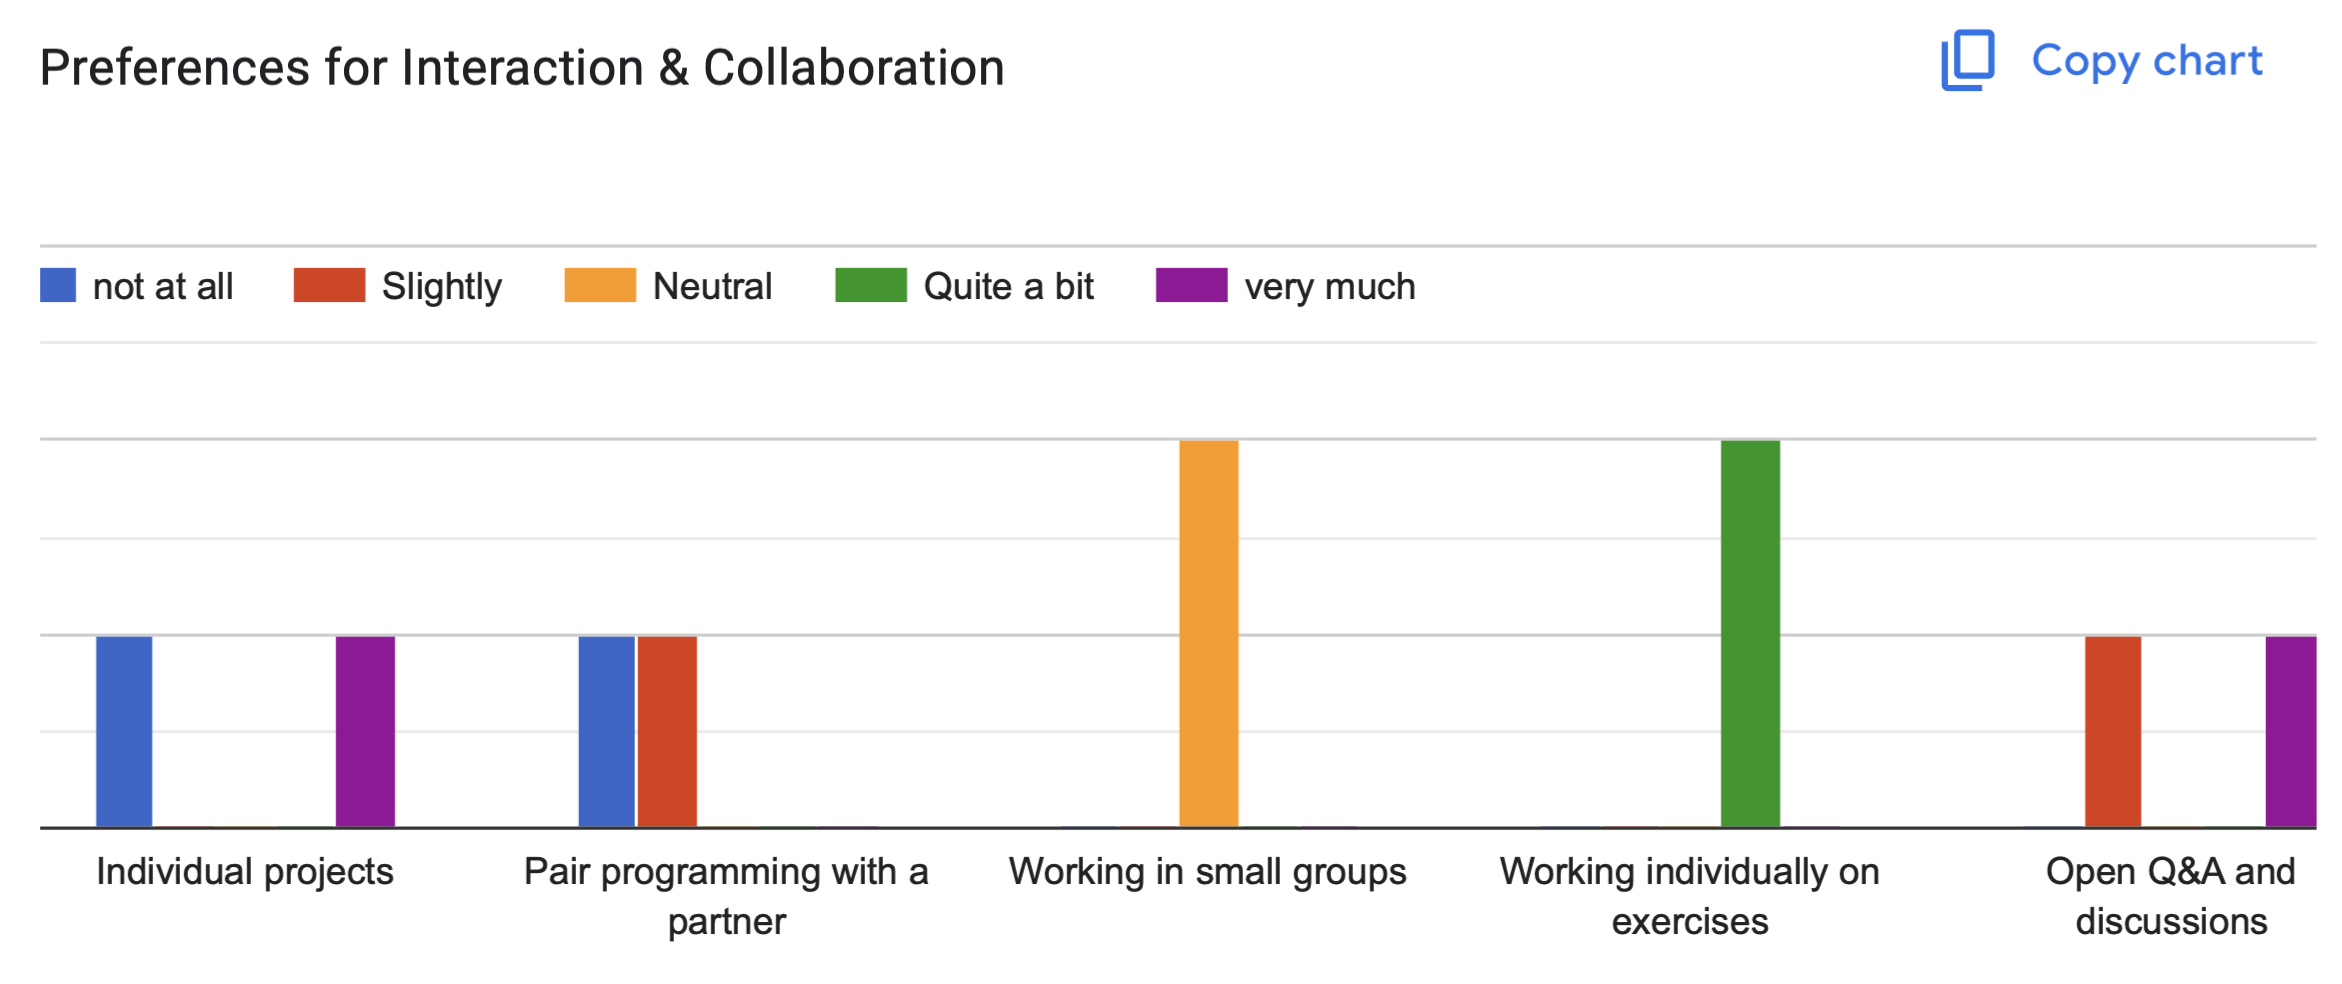 Preferences for Interaction & Collaboration
Copy chart
not at all
Slightly
Neutral
Quite a bit
very much
Individual projects
Pair programming with a
partner
Working in small groups
Working individually on
exercises
Open Q&A and
discussions